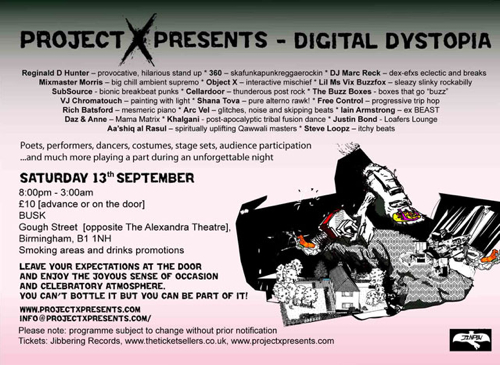 PROJECT X PRESENTS - DIGITAL DYSTOPIA
Reginald D Hunter – provocative, hilarious stand up * 360 – skafunkapunkreggaerockin * DJ Marc Reck – dex-efxs eclectic and breaks
Mixmaster Morris – big chill ambient supremo * Object X – interactive mischief * Lil Ms Vix Buzzfox – sleazy slinky rockabilly
SubSource - bionic breakbeat punks * Cellardoor – thunderous post rock * The Buzz Boxes - boxes that go "buzz"
VJ Chromatouch – painting with light * Shana Tova – pure alterno rawk! * Free Control – progressive trip hop
Rich Batsford – mesmeric piano * Arc Vel – glitches, noise and skipping beats * Iain Armstrong – ex BEAST
Daz & Anne – Mama Matrix * Khalgani - post-apocalyptic tribal fusion dance * Justin Bond - Loafers Lounge
Aa'shiq al Rasul – spiritually uplifting Qawwali masters * Steve Loopz – itchy beats
Poets, performers, dancers, costumes, stage sets, audience participation
...and much more playing a part during an unforgettable night
SATURDAY 13th SEPTEMBER
8:00pm - 3:00am
£10 [advance or on the door]
BUSK
Gough Street [opposite The Alexandra Theatre],
Birmingham, B1 1NH
Smoking areas and drinks promotions
LEAVE YOUR EXPECTATIONS AT THE DOOR
AND ENJOY THE JOYOUS SENSE OF OCCASION
AND CELEBRATORY ATMOSPHERE.
YOU CAN'T BOTTLE IT BUT YOU CAN BE PART OF IT!
WWW.PROJECTXPRESENTS.COM
INFO@PROJECTXPRESENTS.COM/
Please note: programme subject to change without prior notification
Tickets: Jibbering Records, www.theticketsellers.co.uk, www.projectxpresents.com